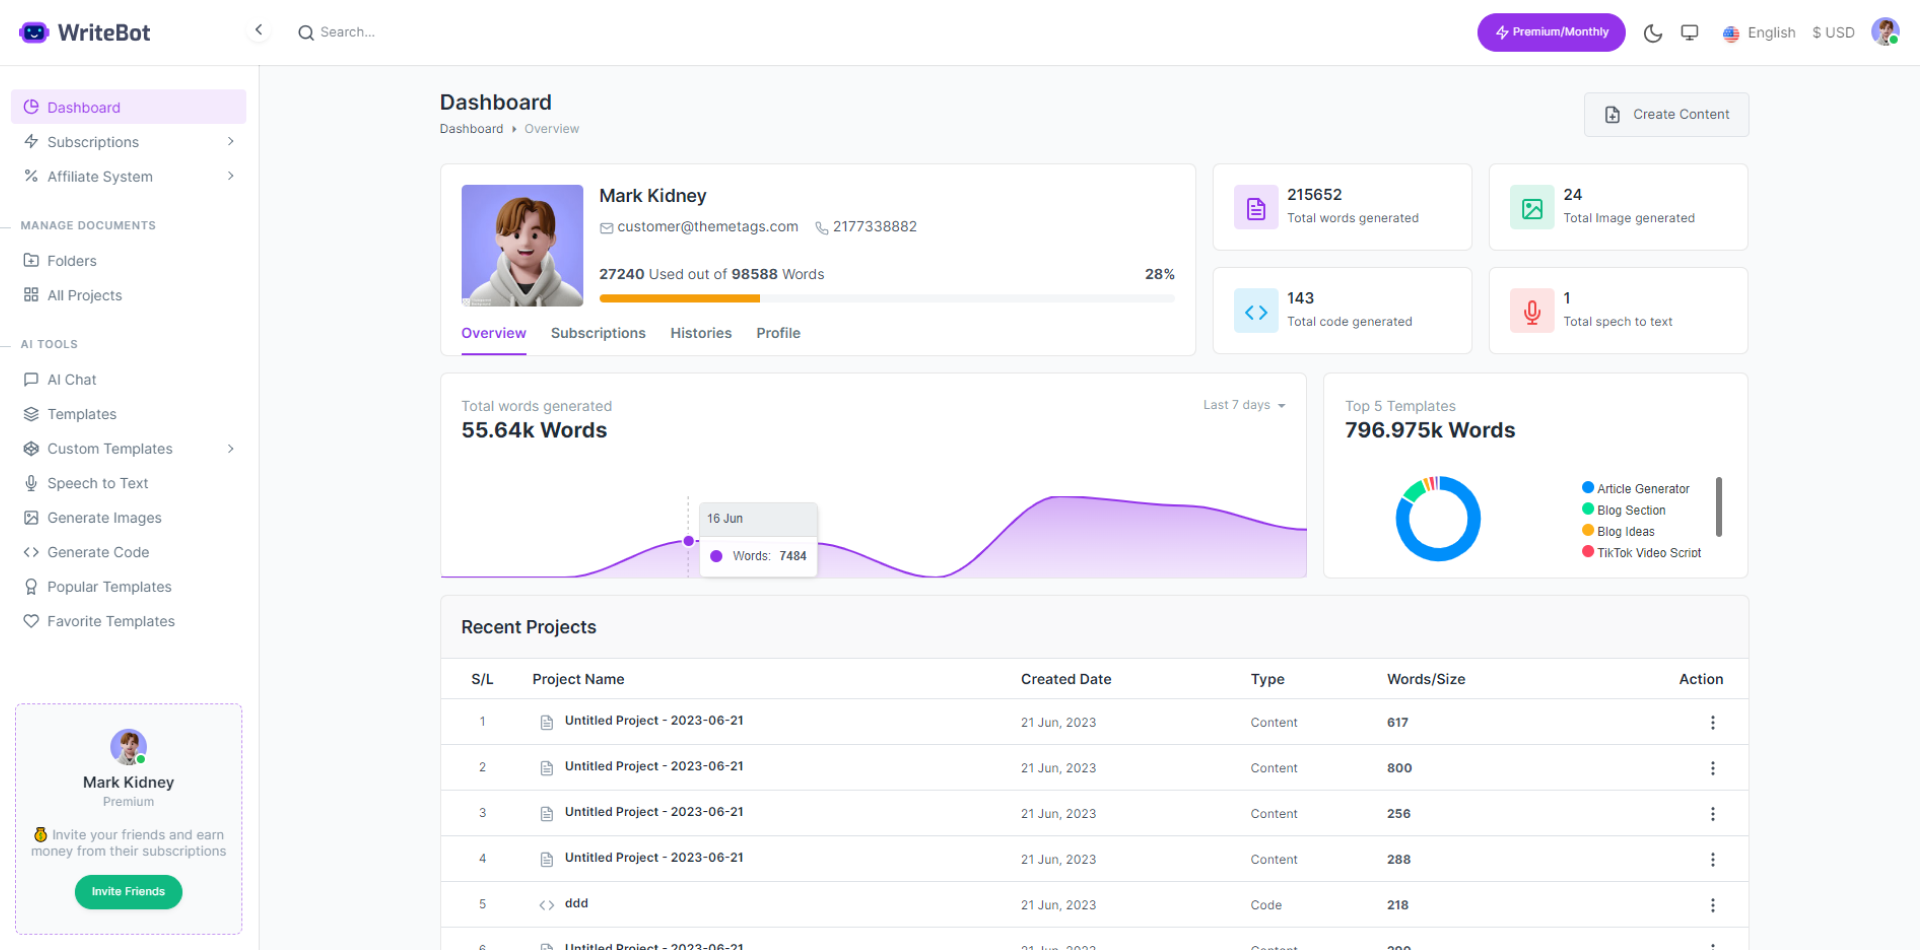 WriteBot
Search...
Premium/Monthly
English
$ USD
Dashboard
Subscriptions
Affiliate System
MANAGE DOCUMENTS
Folders
All Projects
AI TOOLS
AI Chat
Templates
Custom Templates
Speech to Text
Generate Images
Generate Code
Popular Templates
Favorite Templates
Mark Kidney
Premium
Invite your friends and earn
money from their subscriptions
Invite Friends
Dashboard
Dashboard Overview
Create Content
Mark Kidney
customer@themetags.com 2177338882
27240 Used out of 98588 Words 28%
Overview Subscriptions Histories Profile
215652
Total words generated
24
Total Image generated
143
Total code generated
1
Total spech to text
Total words generated
55.64k Words
Last 7 days
16 Jun
Words: 7484
Top 5 Templates
796.975k Words
Article Generator
Blog Section
Blog Ideas
TikTok Video Script
Recent Projects
S/L Project Name Created Date Type Words/Size Action
1 Untitled Project - 2023-06-21 21 Jun, 2023 Content 617
2 Untitled Project - 2023-06-21 21 Jun, 2023 Content 800
3 Untitled Project - 2023-06-21 21 Jun, 2023 Content 256
4 Untitled Project - 2023-06-21 21 Jun, 2023 Content 288
5 ddd 21 Jun, 2023 Code 218
6 Untitled Project - 2023-06-21 21 Jun, 2023 Content